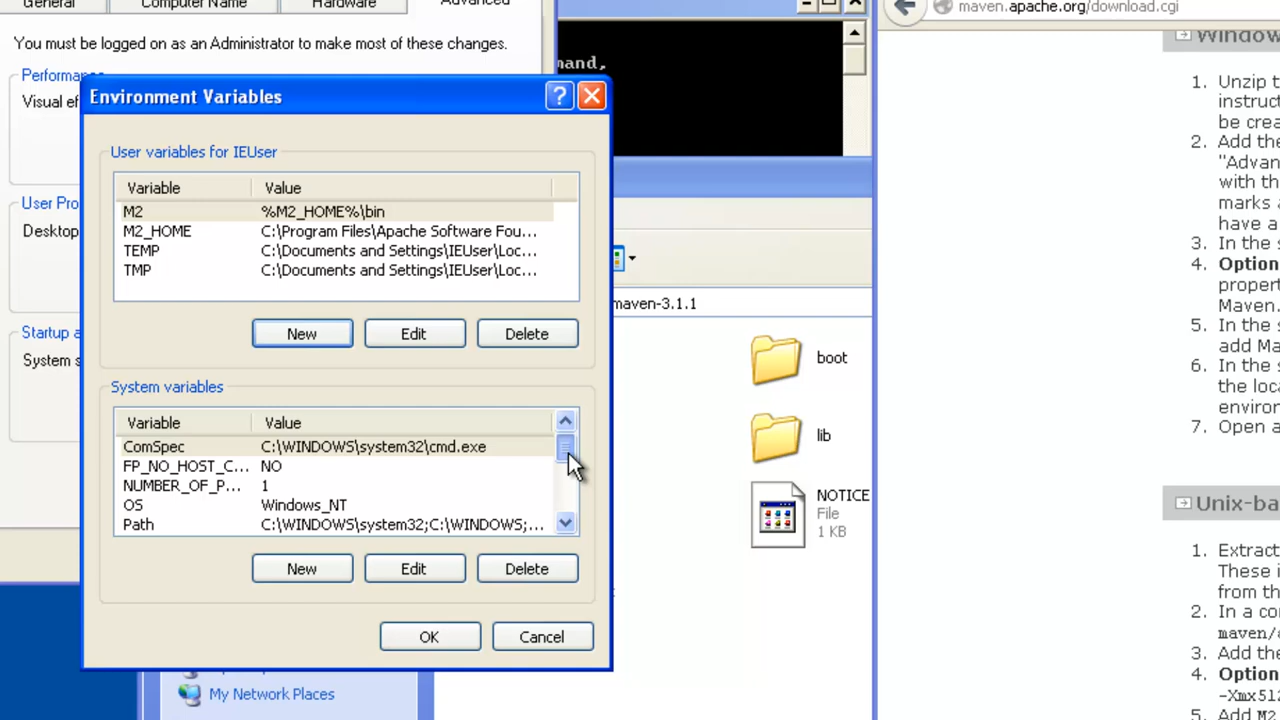 General
Computer Name
Hardware
Advanced
You must be logged on as an Administrator to make most of these changes.
Performa
Visual ef
User Pro
Desktop
Startup a
System s
Environment Variables
User variables for IEUser
Variable Value
M2 %M2_HOME%\bin
M2_HOME C:\Program Files\Apache Software Fou...
TEMP C:\Documents and Settings\IEUser\Loc...
TMP C:\Documents and Settings\IEUser\Loc...
New Edit Delete
System variables
Variable Value
ComSpec C:\WINDOWS\system32\cmd.exe
FP_NO_HOST_C... NO
NUMBER_OF_P... 1
OS Windows_NT
Path C:\WINDOWS\system32;C:\WINDOWS;...
New Edit Delete
OK Cancel
My Network Places
mand,
maven-3.1.1
boot
lib
NOTICE
File
1 KB
maven.apache.org/download.cgi
Window
1. Unzip t
instruct
be crea
2. Add the
"Advan
with th
marks a
have a
3. In the s
4. Option
propert
Maven.
5. In the s
add Ma
6. In the s
the loca
environ
7. Open a
Unix-ba
1. Extract
These i
from th
2. In a co
maven/a
3. Add the
4. Option
-Xmx512
5. Add M2